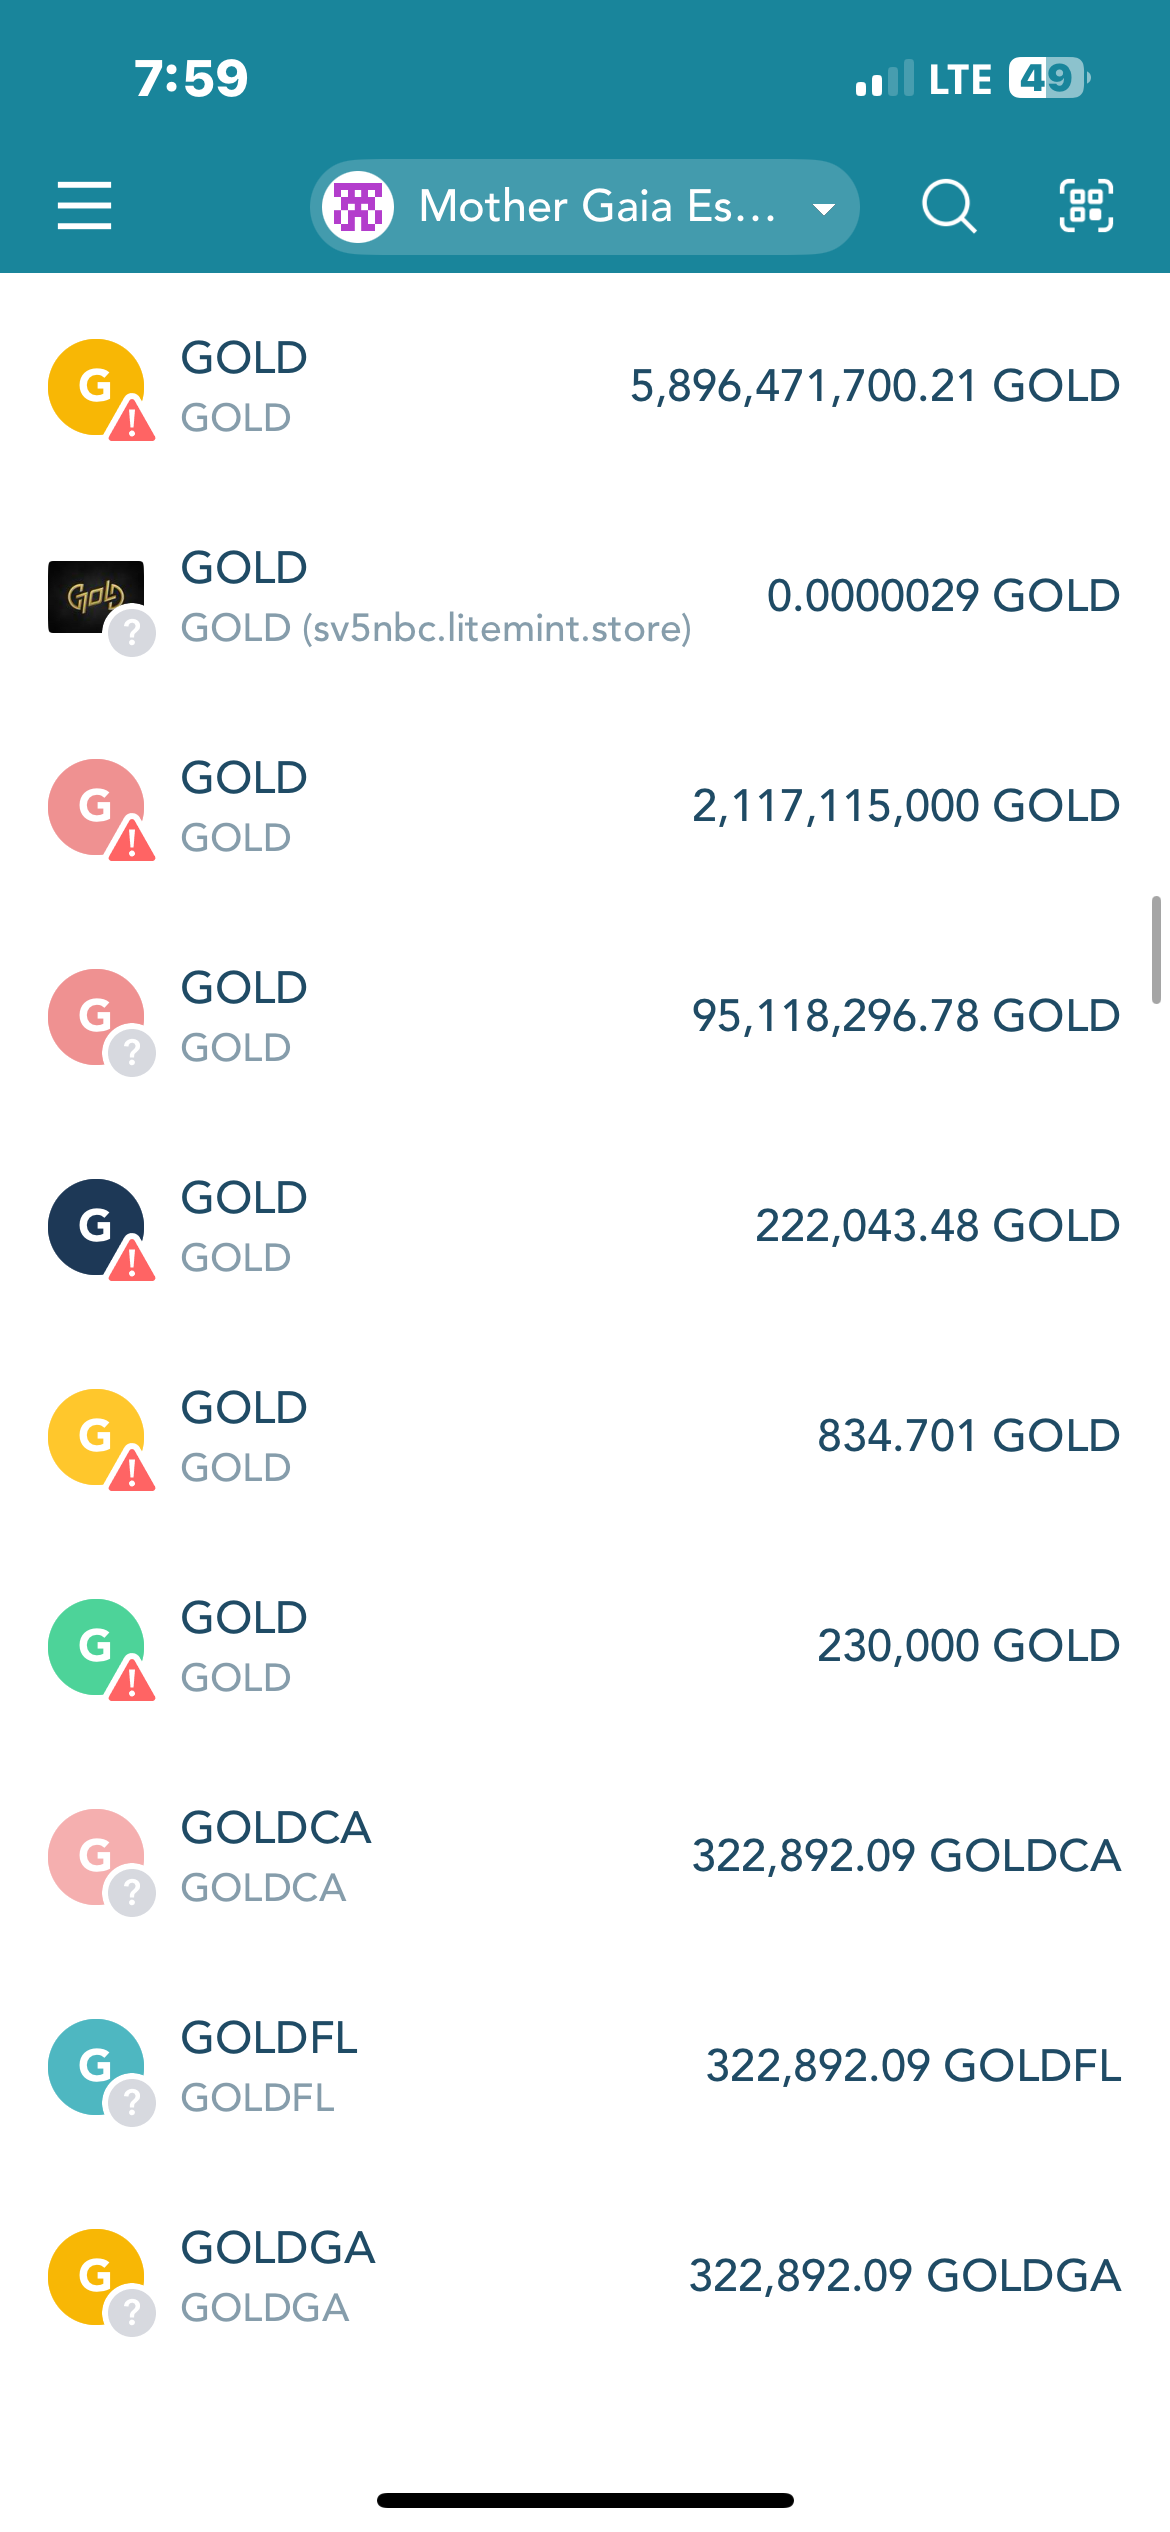 7:59
LTE 49
Mother Gaia Es...
G GOLD
GOLD
5,896,471,700.21 GOLD
GOLD
GOLD
GOLD (sv5nbc.litemint.store)
0.0000029 GOLD
?
G GOLD
GOLD
2,117,115,000 GOLD
G GOLD
GOLD
95,118,296.78 GOLD
?
G GOLD
GOLD
222,043.48 GOLD
G GOLD
GOLD
834.701 GOLD
G GOLD
GOLD
230,000 GOLD
G GOLDCA
GOLDCA
322,892.09 GOLDCA
?
G GOLDFL
GOLDFL
322,892.09 GOLDFL
?
G GOLDGA
GOLDGA
322,892.09 GOLDGA
?